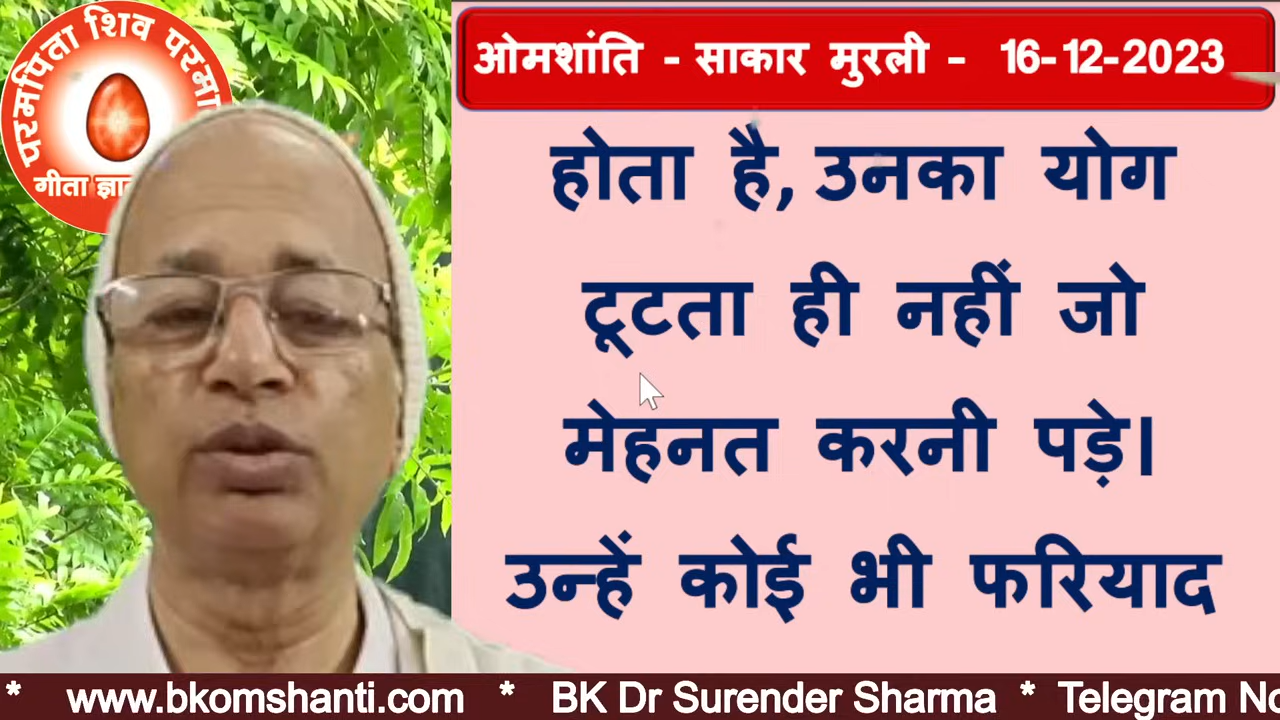 परमपिता शिव परमा
गीता ज्ञा
ओमशांति - साकार मुरली - 16-12-2023
होता है, उनका योग
टूटता ही नहीं जो
मेहनत करनी पड़े।
उन्हें कोई भी फरियाद
* www.bkomshanti.com * BK Dr Surender Sharma * Telegram No